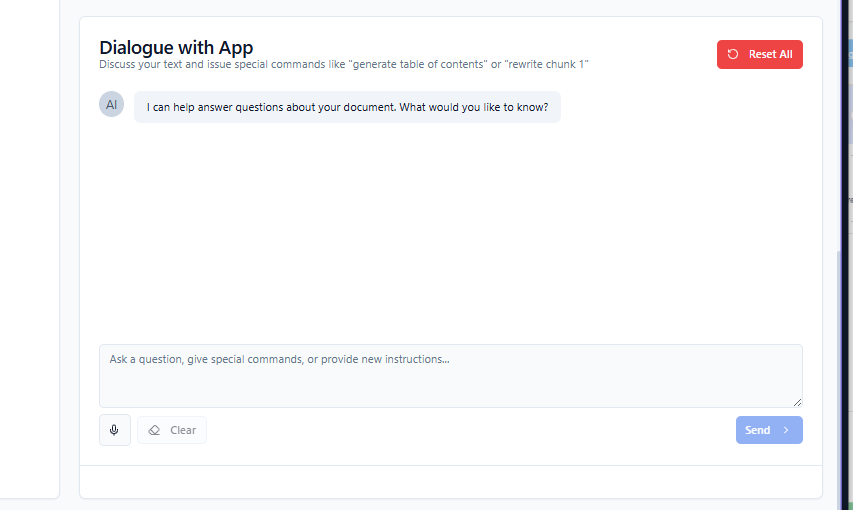 Dialogue with App
Reset All
Discuss your text and issue special commands like "generate table of contents" or "rewrite chunk 1"
AI
I can help answer questions about your document. What would you like to know?
Ask a question, give special commands, or provide new instructions...
Clear
Send